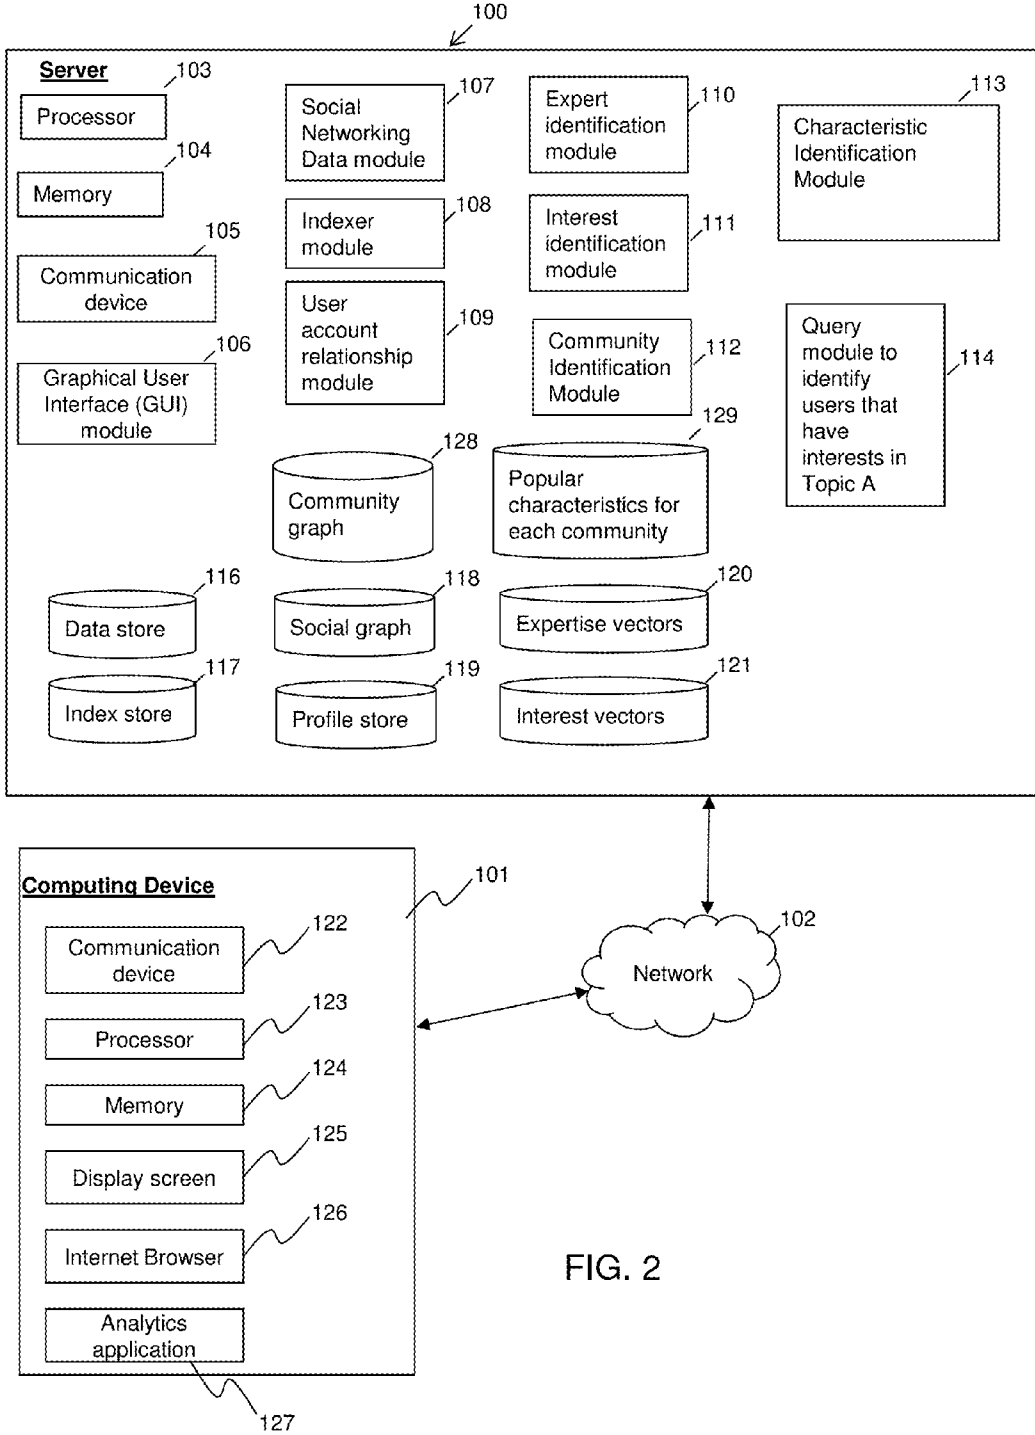 100
Server
103
Processor
104
Memory
105
Communication
device
106
Graphical User
Interface (GUI)
module
107
Social
Networking
Data module
108
Indexer
module
109
User
account
relationship
module
110
Expert
identification
module
111
Interest
identification
module
112
Community
Identification
Module
113
Characteristic
Identification
Module
114
Query
module to
identify
users that
have
interests in
Topic A
128
Community
graph
129
Popular
characteristics for
each community
116
Data store
118
Social graph
120
Expertise vectors
117
Index store
119
Profile store
121
Interest vectors
Computing Device
101
122
Communication
device
123
Processor
124
Memory
125
Display screen
126
Internet Browser
Analytics
application
127
102
Network
FIG. 2